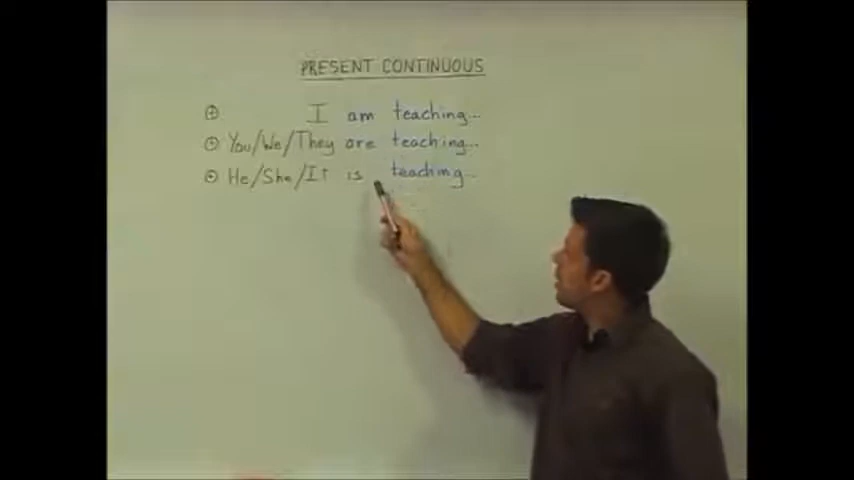 PRESENT CONTINUOUS
⊕ I am teaching...
⊕ You/We/They are teaching...
⊕ He/She/It is teaching...